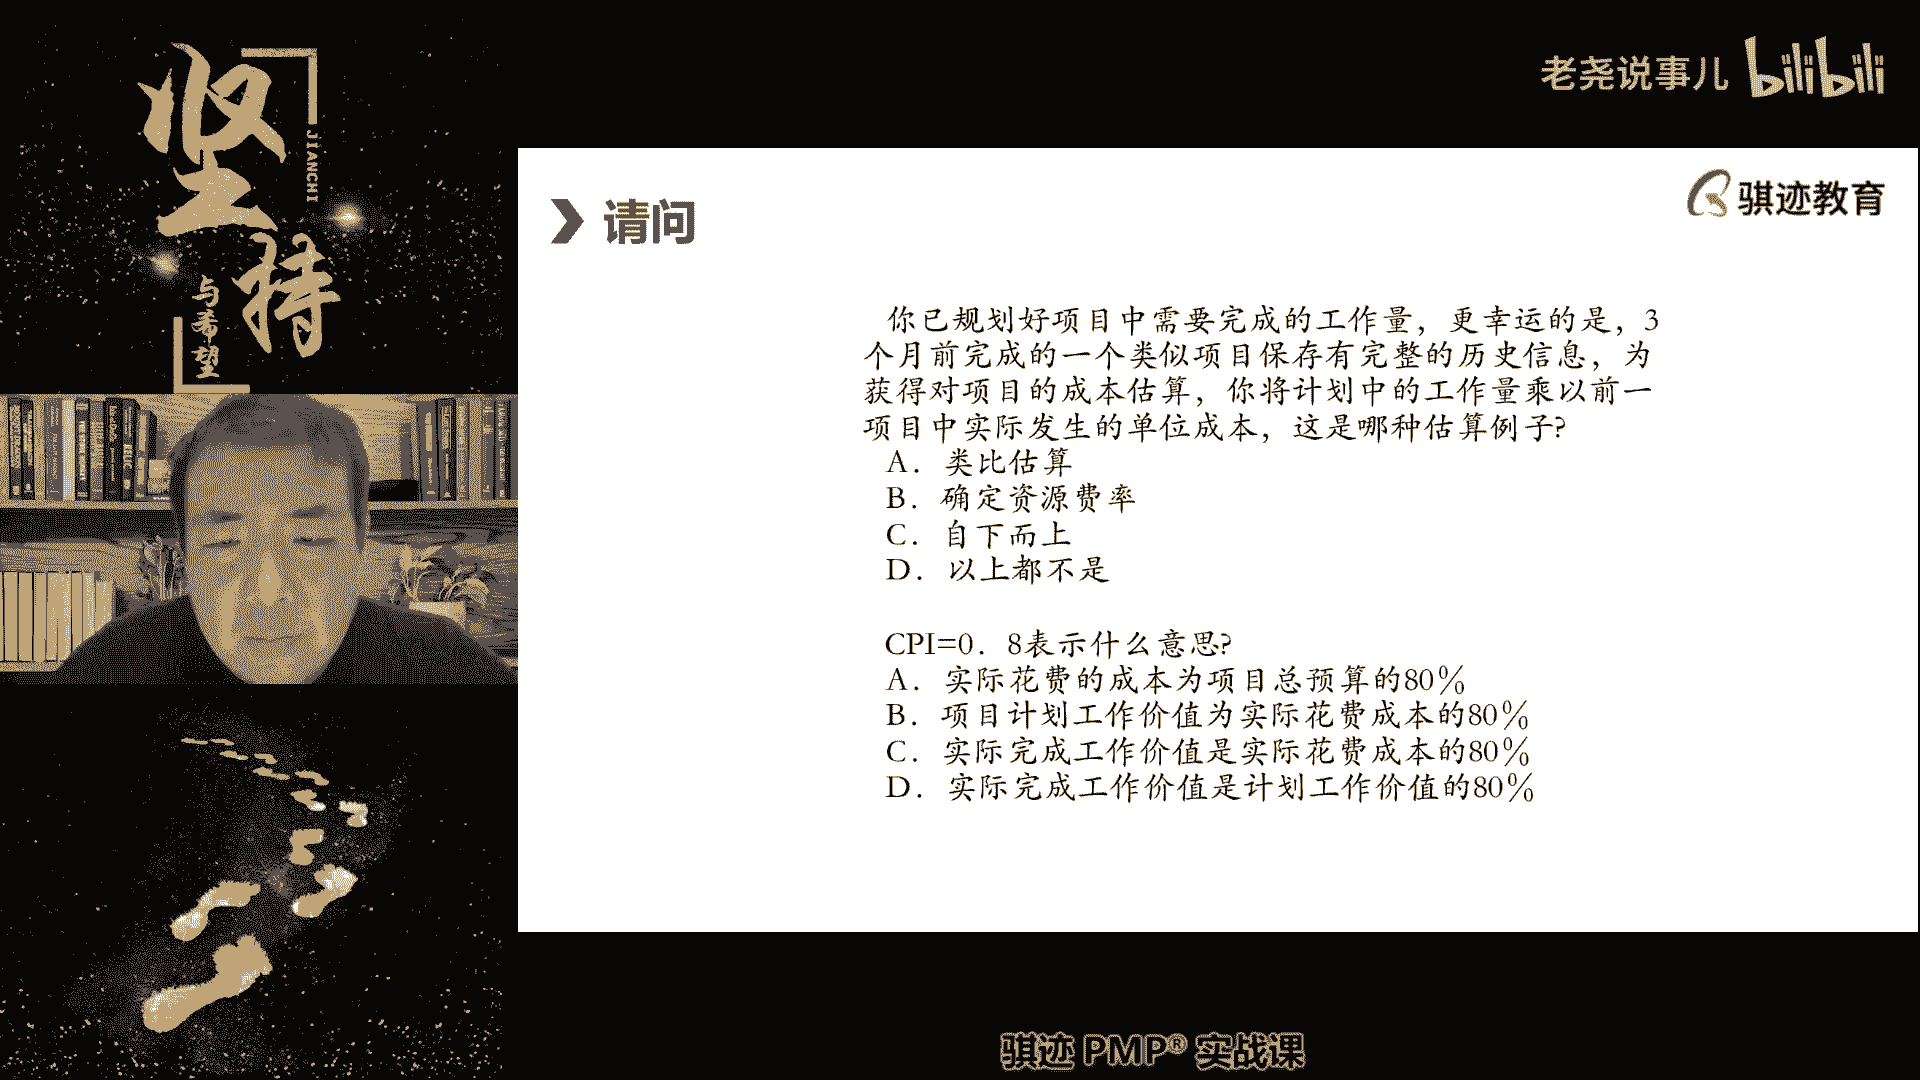 坚持
JIANCHI
与希望
老尧说事儿 bilibili
骐迹教育
请问
你已规划好项目中需要完成的工作量，更幸运的是，3
个月前完成的一个类似项目保存有完整的历史信息，为
获得对项目的成本估算，你将计划中的工作量乘以前一
项目中实际发生的单位成本，这是哪种估算例子?
A．类比估算
B．确定资源费率
C．自下而上
D．以上都不是
CPI=0．8表示什么意思?
A．实际花费的成本为项目总预算的80％
B．项目计划工作价值为实际花费成本的80％
C．实际完成工作价值是实际花费成本的80％
D．实际完成工作价值是计划工作价值的80％
骐迹 PMP® 实战课